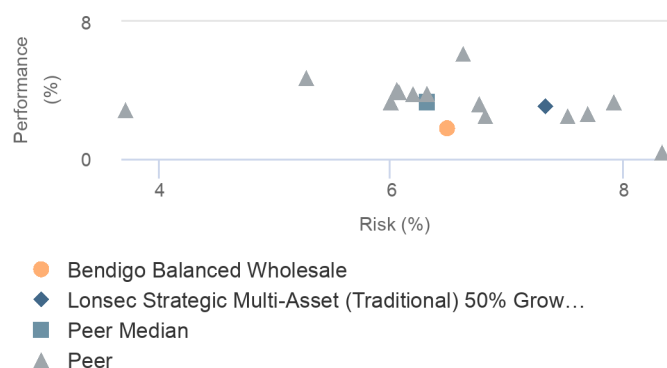 Performance
(%)
8
0
4
6
8
Risk (%)
Bendigo Balanced Wholesale
Lonsec Strategic Multi-Asset (Traditional) 50% Grow…
Peer Median
Peer